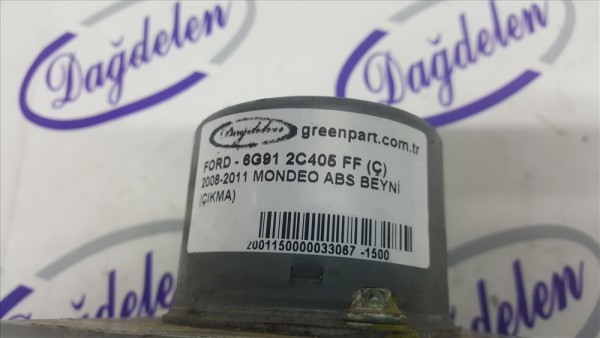 Dağdelen
Dağdelen
greenpart.com.tr
FORD - 6G91 2C405 FF (Ç)
2008-2011 MONDEO ABS BEYNİ
(ÇIKMA)
2001150000033067 -1500
Dağdelen
Dağdelen